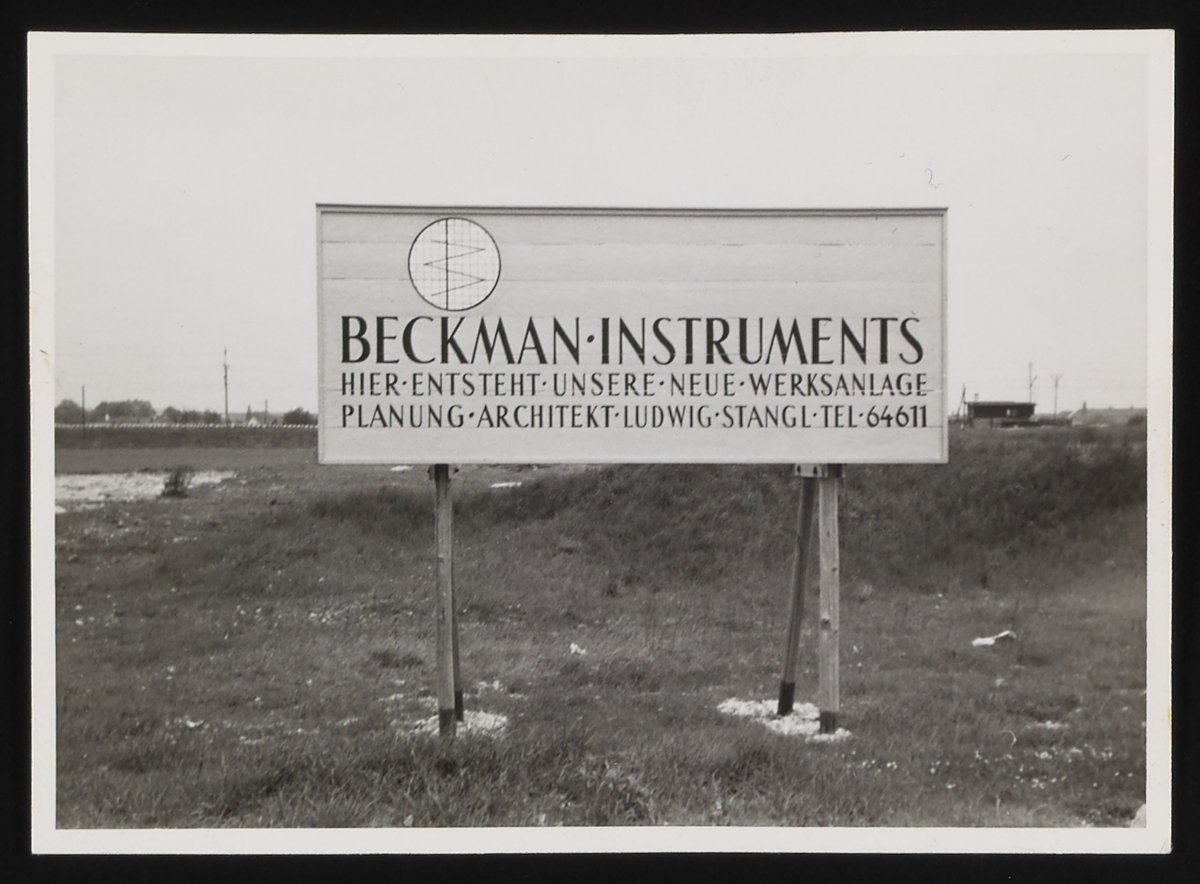 BECKMAN·INSTRUMENTS
HIER·ENTSTEHT·UNSERE·NEUE·WERKSANLAGE
PLANUNG·ARCHITEKT·LUDWIG·STANGL·TEL·64611